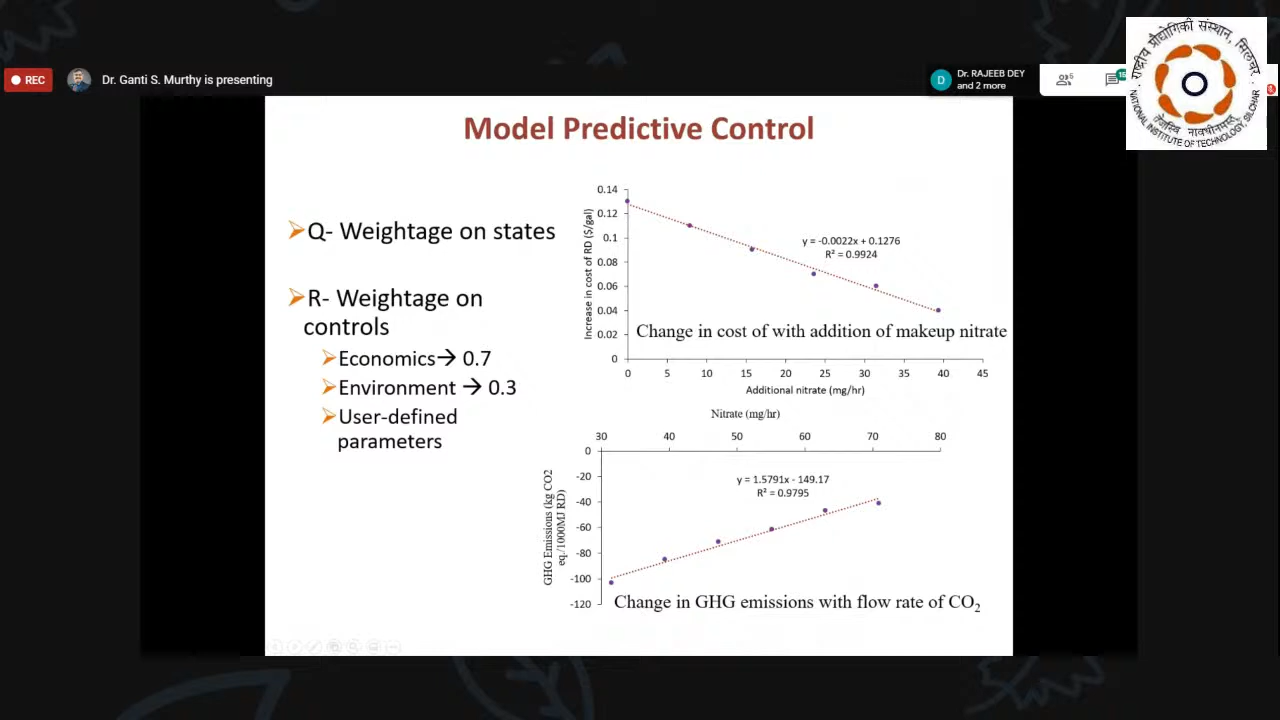 REC
Dr. Ganti S. Murthy is presenting
D
Dr. RAJEEB DEY
and 2 more
राष्ट्रीय प्रौद्योगिकी संस्थान, सिलचर
NATIONAL INSTITUTE OF TECHNOLOGY, SILCHAR
Model Predictive Control
Q- Weightage on states
R- Weightage on
controls
Economics→ 0.7
Environment → 0.3
User-defined
parameters
Increase in cost of RD ($/gal)
0.14
0.12
0.1
0.08
0.06
0.04
0.02
0
y = -0.0022x + 0.1276
R² = 0.9924
Change in cost of with addition of makeup nitrate
0 5 10 15 20 25 30 35 40 45
Additional nitrate (mg/hr)
Nitrate (mg/hr)
30 40 50 60 70 80
GHG Emissions (kg CO2
eq./1000MJ RD)
0
-20
-40
-60
-80
-100
-120
y = 1.5791x - 149.17
R² = 0.9795
Change in GHG emissions with flow rate of CO₂